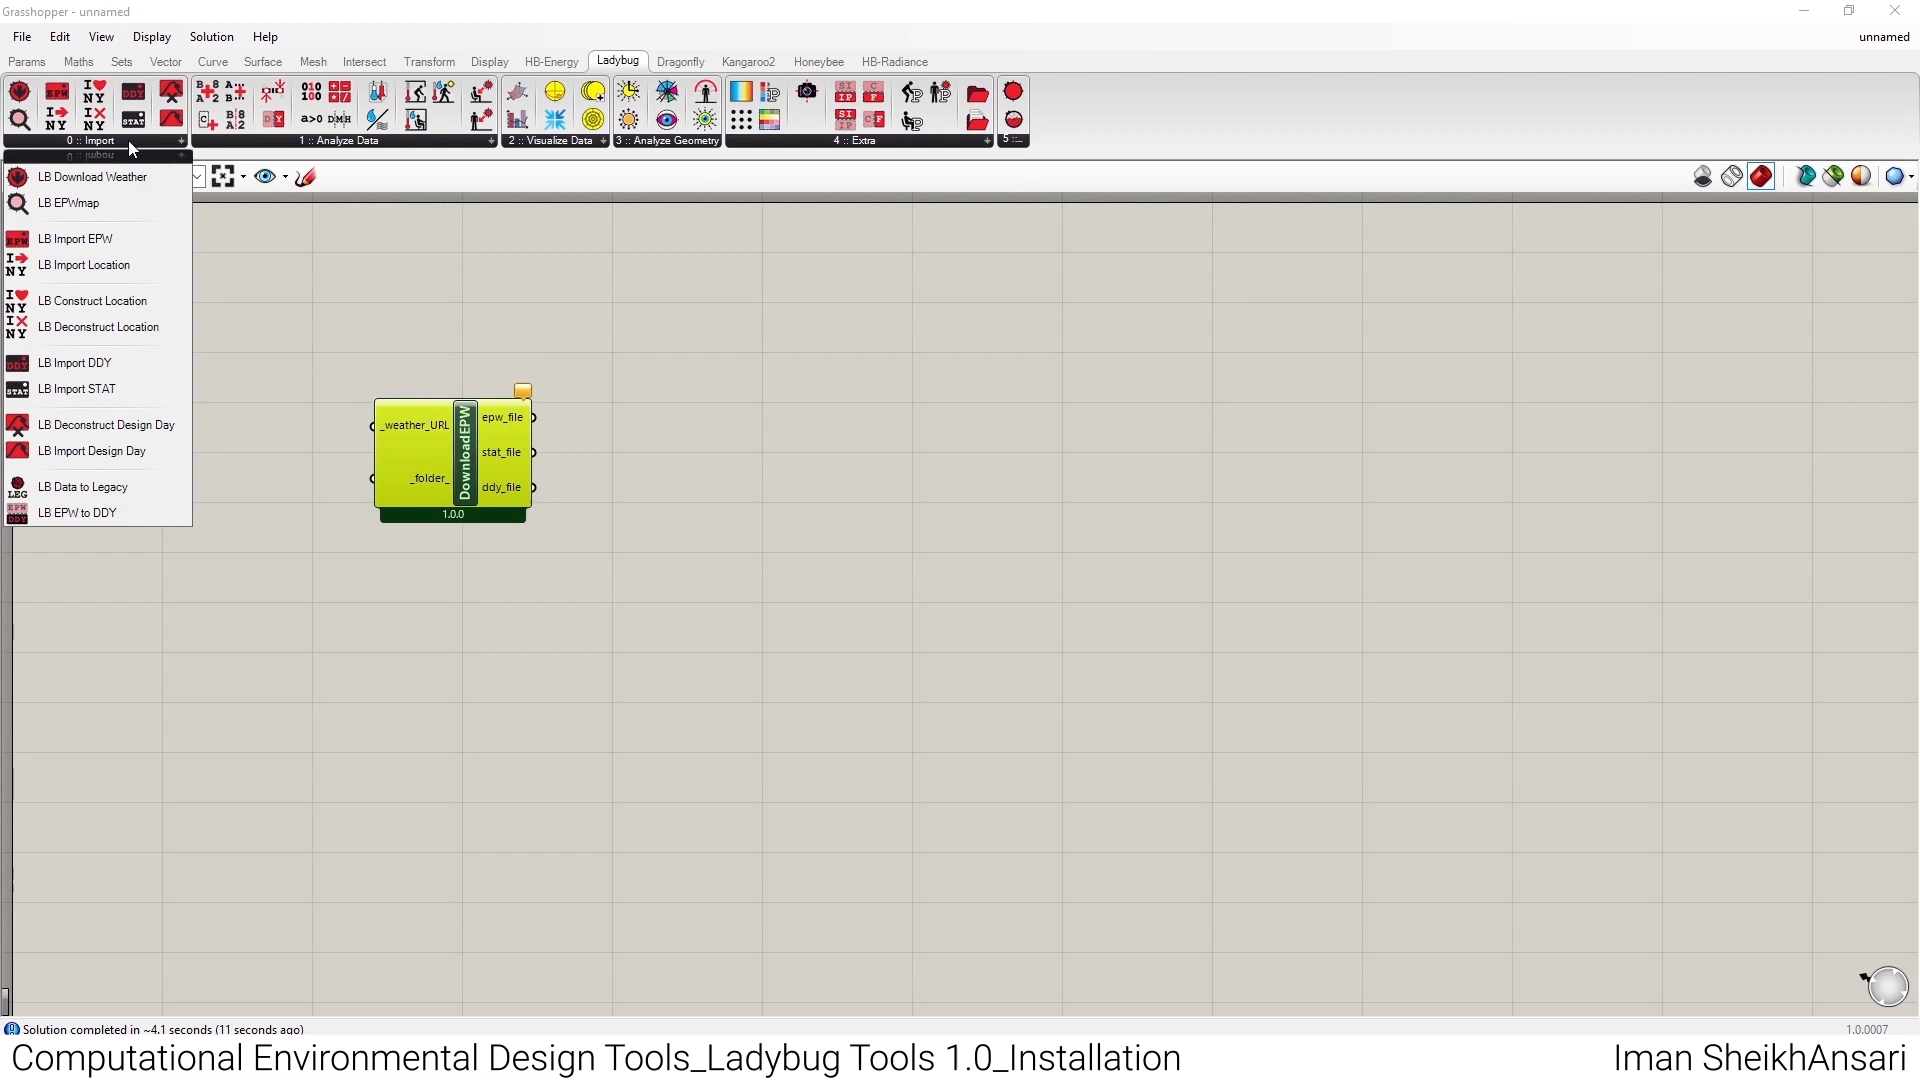 Grasshopper - unnamed
File Edit View Display Solution Help unnamed
Params Maths Sets Vector Curve Surface Mesh Intersect Transform Display HB-Energy Ladybug Dragonfly Kangaroo2 Honeybee HB-Radiance
0 :: Import 1 :: Analyze Data 2 :: Visualize Data 3 :: Analyze Geometry 4 :: Extra 5 ::...
LB Download Weather
LB EPWmap
LB Import EPW
LB Import Location
LB Construct Location
LB Deconstruct Location
LB Import DDY
LB Import STAT
LB Deconstruct Design Day
LB Import Design Day
LB Data to Legacy
LB EPW to DDY
_weather_URL
_folder_
DownloadEPW
epw_file
stat_file
ddy_file
1.0.0
Solution completed in ~4.1 seconds (11 seconds ago) 1.0.0007
Computational Environmental Design Tools_Ladybug Tools 1.0_Installation Iman SheikhAnsari